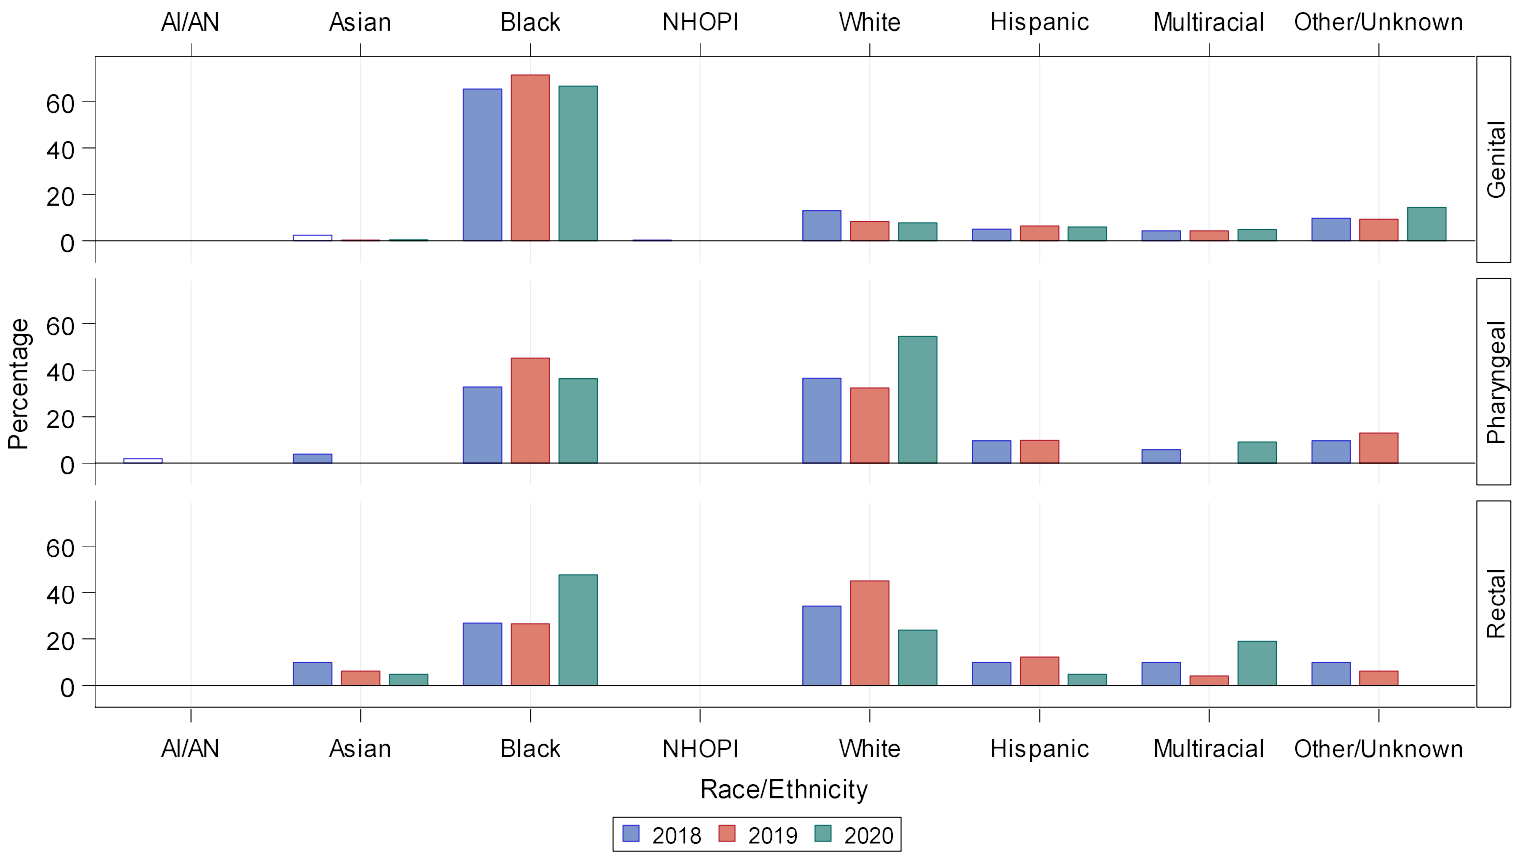 AI/AN Asian Black NHOPI White Hispanic Multiracial Other/Unknown
60
40
20
0
Genital
Percentage
60
40
20
0
Pharyngeal
60
40
20
0
Rectal
AI/AN Asian Black NHOPI White Hispanic Multiracial Other/Unknown
Race/Ethnicity
2018 2019 2020